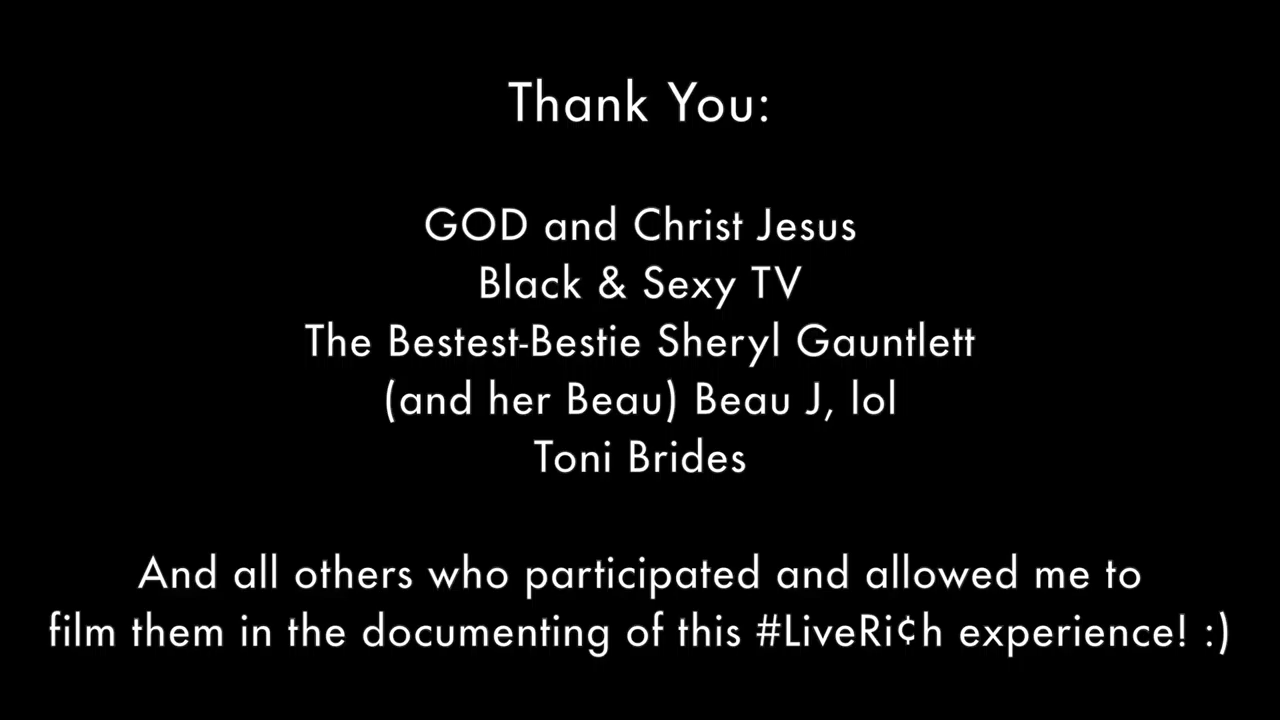 Thank You:
GOD and Christ Jesus
Black & Sexy TV
The Bestest-Bestie Sheryl Gauntlett
(and her Beau) Beau J, lol
Toni Brides
And all others who participated and allowed me to
film them in the documenting of this #LiveRi¢h experience! :)